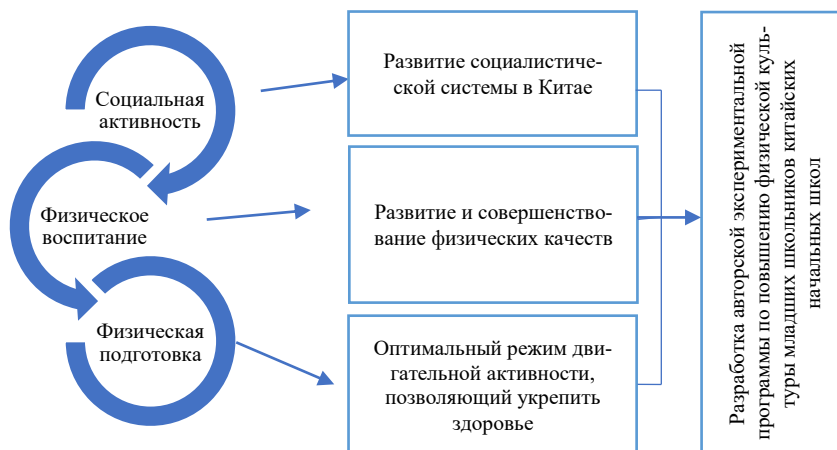 Социальная
активность
Развитие социалистиче-
ской системы в Китае
Физическое
воспитание
Развитие и совершенство-
вание физических качеств
Физическая
подготовка
Оптимальный режим дви-
гательной активности,
позволяющий укрепить
здоровье
Разработка авторской экспериментальной
программы по повышению физической куль-
туры младших школьников китайских
начальных школ